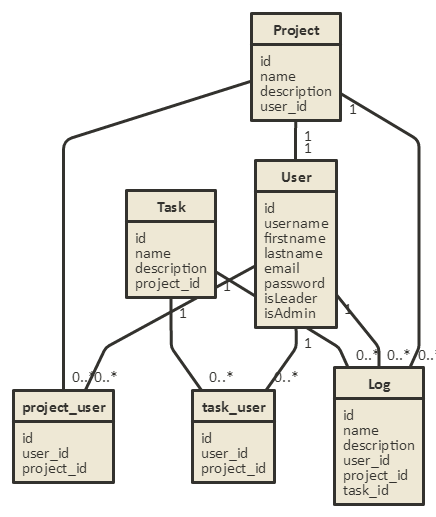 Project
id
name
description
user_id
1
1
1
User
id
username
firstname
lastname
email
password
isLeader
isAdmin
Task
id
name
description
project_id
1
1
1
1
0..*
0..*
0..*
0..*
0..*
0..*
0..
project_user
id
user_id
project_id
task_user
id
user_id
project_id
Log
id
name
description
user_id
project_id
task_id